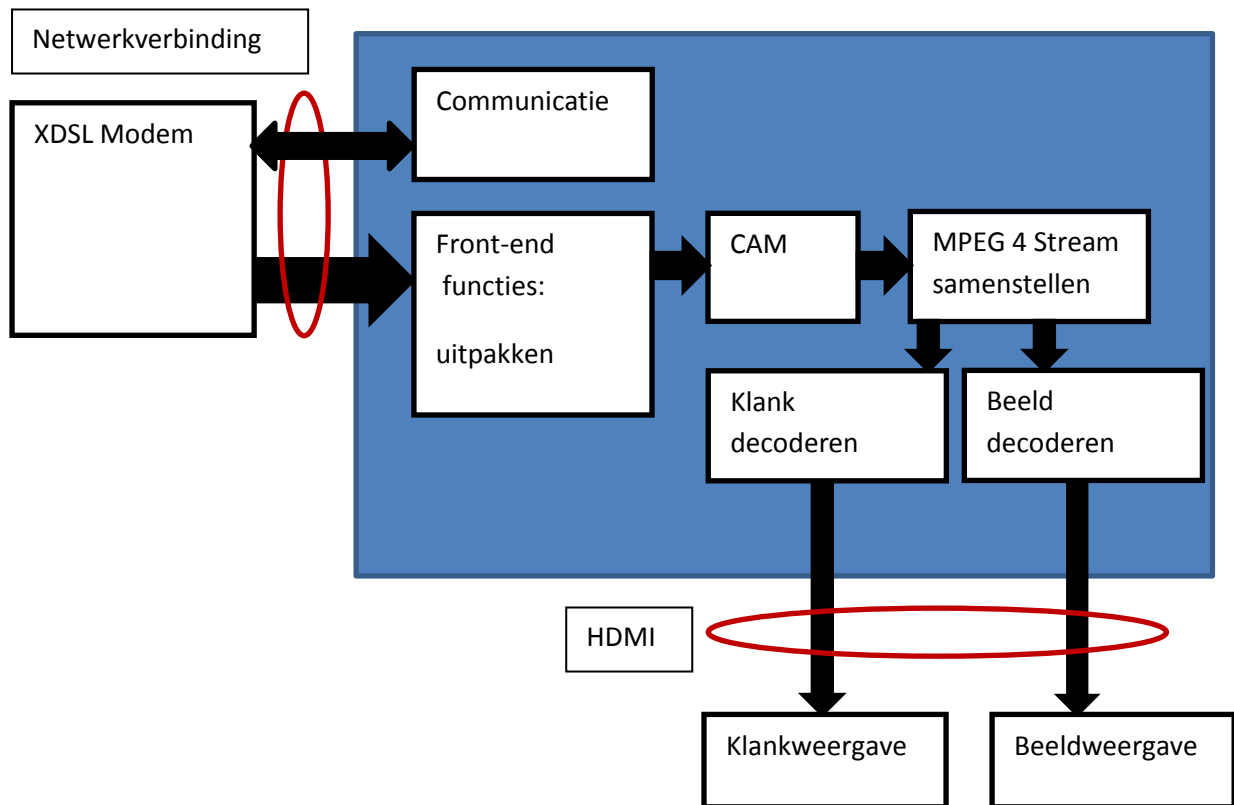 Netwerkverbinding
XDSL Modem
Communicatie
Front-end
functies:
uitpakken
CAM
MPEG 4 Stream
samenstellen
Klank
decoderen
Beeld
decoderen
HDMI
Klankweergave
Beeldweergave